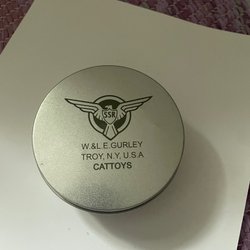 SSR
W.&L.E.GURLEY
TROY, N.Y, U.S.A
CATTOYS